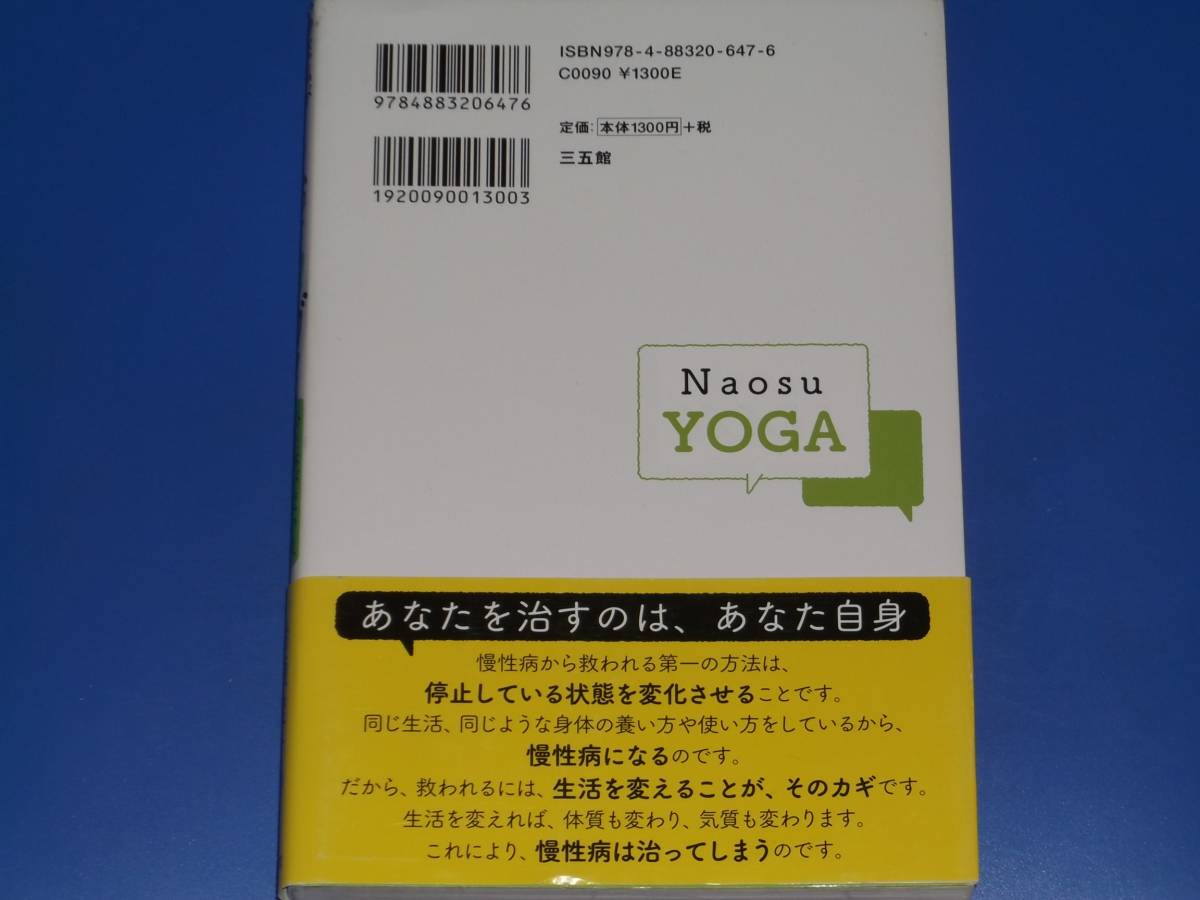 ISBN978-4-88320-647-6
C0090 ¥1300E
9784883206476
定価:本体1300円+税
三五館
1920090013003
Naosu
YOGA
あなたを治すのは、あなた自身
慢性病から救われる第一の方法は、
停止している状態を変化させることです。
同じ生活、同じような身体の養い方や使い方をしているから、
慢性病になるのです。
だから、救われるには、生活を変えることが、そのカギです。
生活を変えれば、体質も変わり、気質も変わります。
これにより、慢性病は治ってしまうのです。